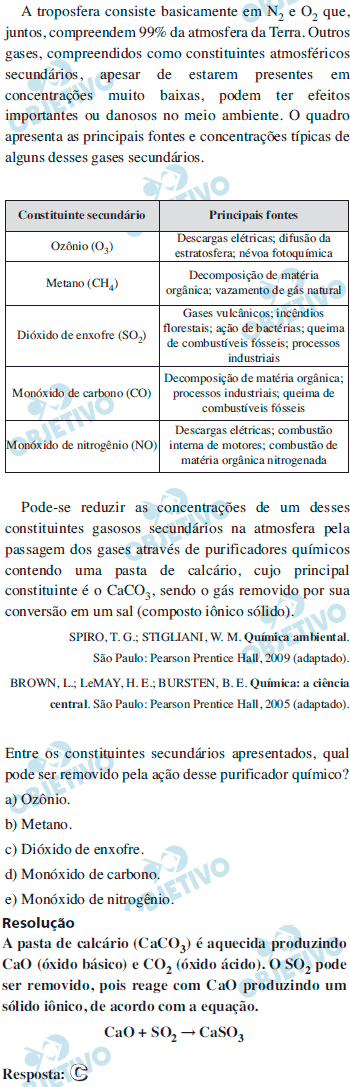 A troposfera consiste basicamente em N₂ e O₂ que,
juntos, compreendem 99% da atmosfera da Terra. Outros
gases, compreendidos como constituintes atmosféricos
secundários, apesar de estarem presentes em
concentrações muito baixas, podem ter efeitos
importantes ou danosos no meio ambiente. O quadro
apresenta as principais fontes e concentrações típicas de
alguns desses gases secundários.
Constituinte secundário Principais fontes
Ozônio (O₃) Descargas elétricas; difusão da
estratosfera; névoa fotoquímica
Metano (CH₄) Decomposição de matéria
orgânica; vazamento de gás natural
Dióxido de enxofre (SO₂) Gases vulcânicos; incêndios
florestais; ação de bactérias; queima
de combustíveis fósseis; processos
industriais
Monóxido de carbono (CO) Decomposição de matéria orgânica;
processos industriais; queima de
combustíveis fósseis
Monóxido de nitrogênio (NO) Descargas elétricas; combustão
interna de motores; combustão de
matéria orgânica nitrogenada
Pode-se reduzir as concentrações de um desses
constituintes gasosos secundários na atmosfera pela
passagem dos gases através de purificadores químicos
contendo uma pasta de calcário, cujo principal
constituinte é o CaCO₃, sendo o gás removido por sua
conversão em um sal (composto iônico sólido).
SPIRO, T. G.; STIGLIANI, W. M. Química ambiental.
São Paulo: Pearson Prentice Hall, 2009 (adaptado).
BROWN, L.; LeMAY, H. E.; BURSTEN, B. E. Química: a ciência
central. São Paulo: Pearson Prentice Hall, 2005 (adaptado).
Entre os constituintes secundários apresentados, qual
pode ser removido pela ação desse purificador químico?
a) Ozônio.
b) Metano.
c) Dióxido de enxofre.
d) Monóxido de carbono.
e) Monóxido de nitrogênio.
Resolução
A pasta de calcário (CaCO₃) é aquecida produzindo
CaO (óxido básico) e CO₂ (óxido ácido). O SO₂ pode
ser removido, pois reage com CaO produzindo um
sólido iônico, de acordo com a equação.
CaO + SO₂ → CaSO₃
Resposta: C
OBJETIVO